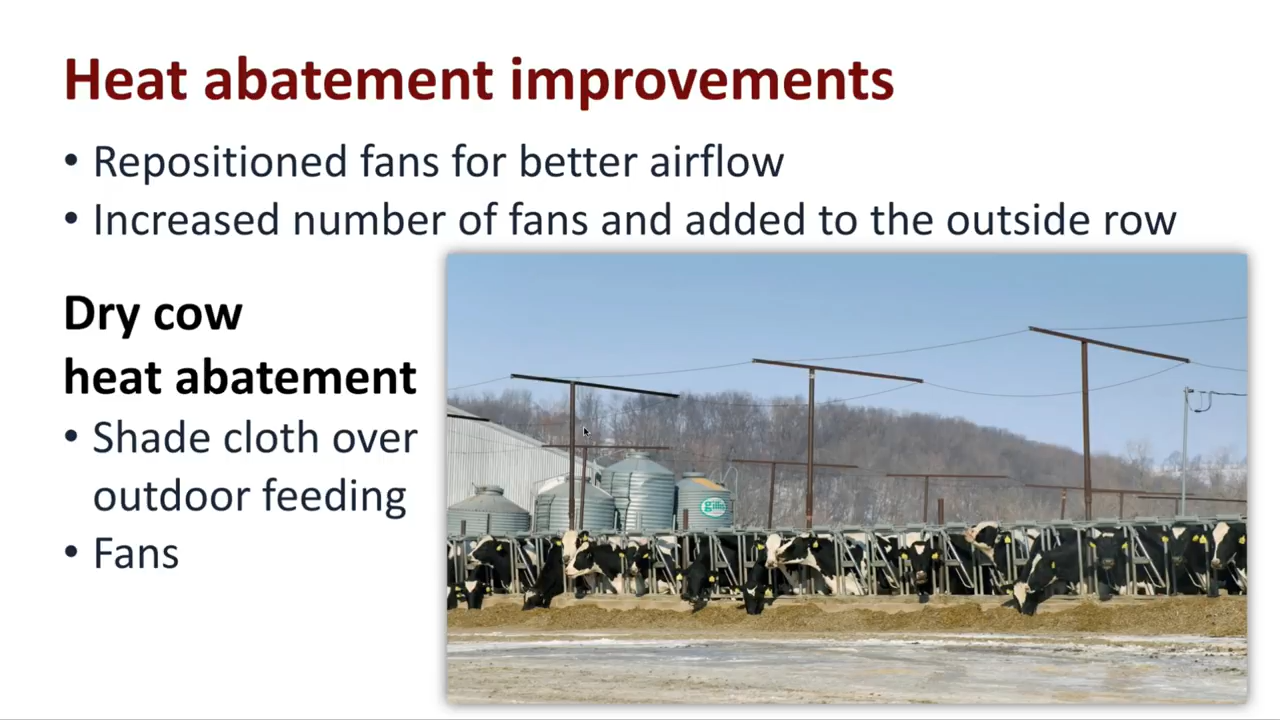 Heat abatement improvements
• Repositioned fans for better airflow
• Increased number of fans and added to the outside row
Dry cow
heat abatement
• Shade cloth over
outdoor feeding
• Fans